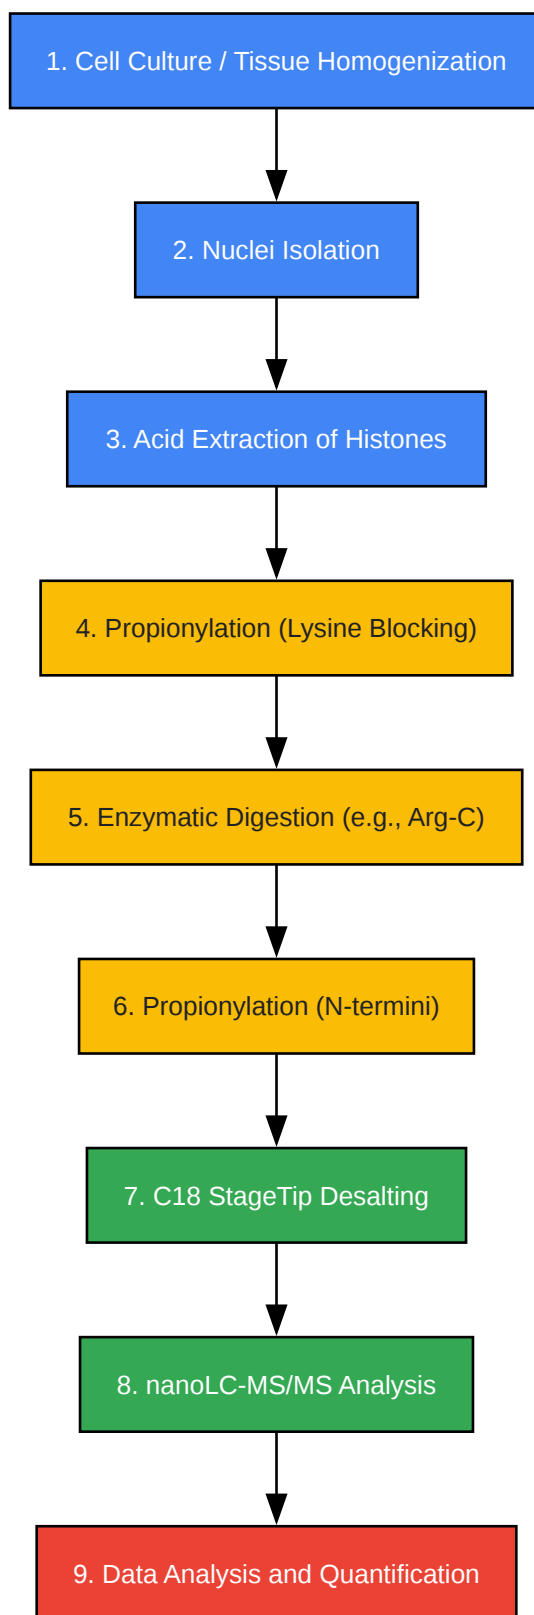 1. Cell Culture / Tissue Homogenization
2. Nuclei Isolation
3. Acid Extraction of Histones
4. Propionylation (Lysine Blocking)
5. Enzymatic Digestion (e.g., Arg-C)
6. Propionylation (N-termini)
7. C18 StageTip Desalting
8. nanoLC-MS/MS Analysis
9. Data Analysis and Quantification